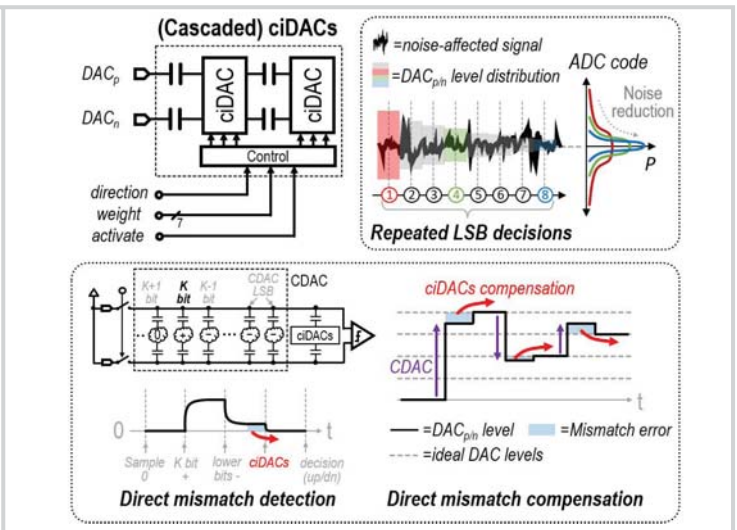 (Cascaded) ciDACs
DACp
DACn
ciDAC
ciDAC
Control
direction
weight
7
activate
=noise-affected signal
=DACp/n level distribution
ADC code
Noise
reduction
P
1 2 3 4 5 6 7 8
Repeated LSB decisions
K+1
bit
K
bit
K-1
bit
CDAC
LSB
CDAC
0 + - - -
ciDACs
0
t
Sample
0
K bit
+
lower
bits -
ciDACs
decision
(up/dn)
Direct mismatch detection
ciDACs compensation
CDAC
t
=DACp/n level
=Mismatch error
=ideal DAC levels
Direct mismatch compensation